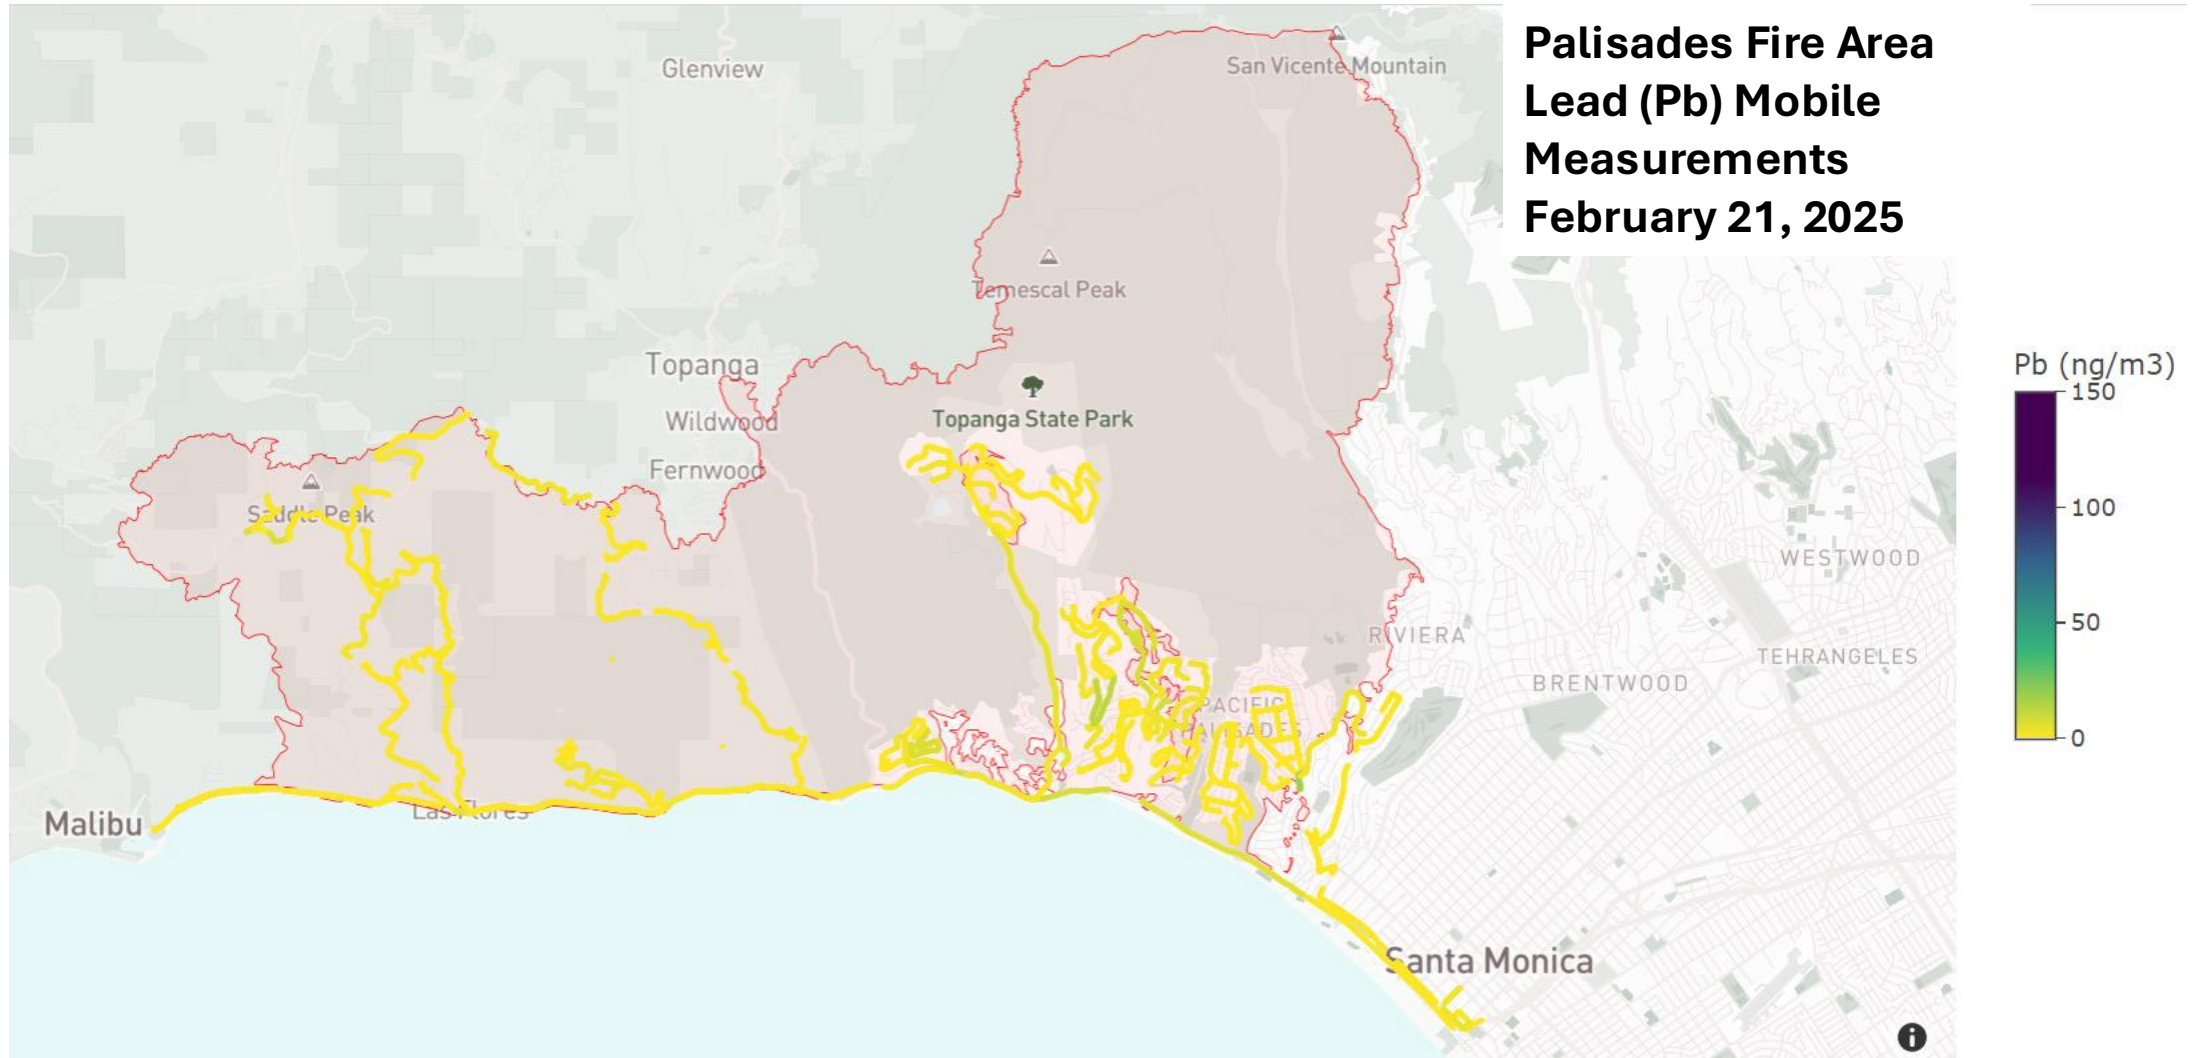 Palisades Fire Area
Lead (Pb) Mobile
Measurements
February 21, 2025
Glenview
San Vicente Mountain
Temescal Peak
Topanga
Wildwood
Fernwood
Topanga State Park
Saddle Peak
RIVIERA
WESTWOOD
TEHRANGELES
BRENTWOOD
PACIFIC
PALISADES
Malibu
Las Flores
Santa Monica
Pb (ng/m3)
150
100
50
0